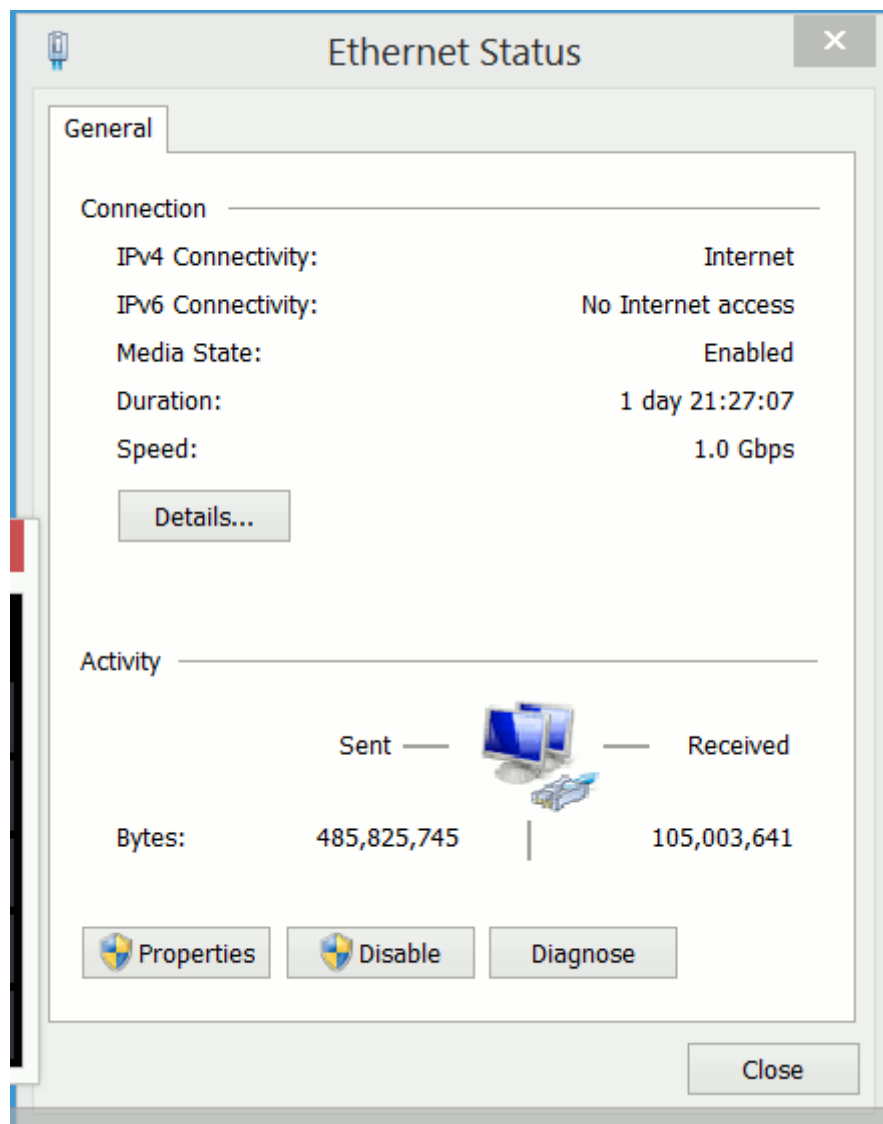 Ethernet Status
General
Connection
IPv4 Connectivity: Internet
IPv6 Connectivity: No Internet access
Media State: Enabled
Duration: 1 day 21:27:07
Speed: 1.0 Gbps
Details...
Activity
Sent Received
Bytes: 485,825,745 105,003,641
Properties Disable Diagnose
Close